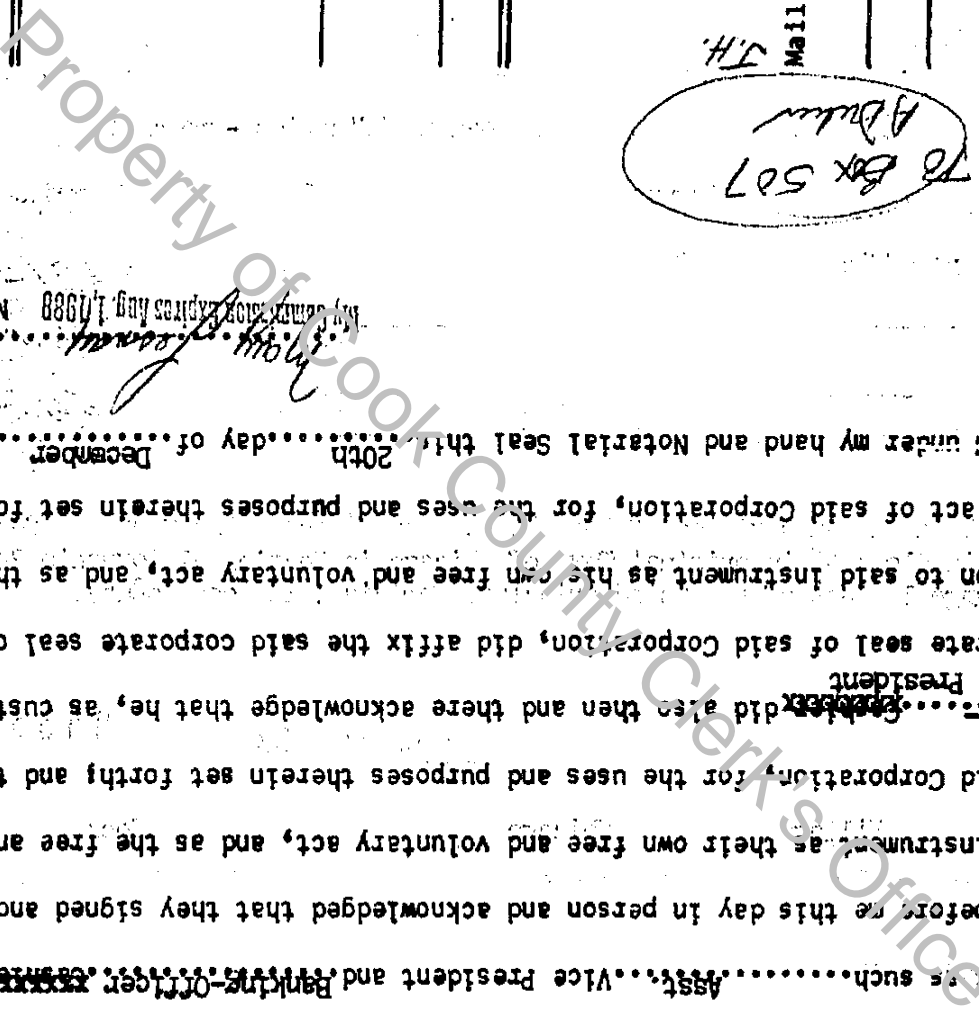 as such..........Asst....Vice President and Banking-Officer
before me this day in person and acknowledged that they signed and
instrument as their own free and voluntary act, and as the free an
d Corporation, for the uses and purposes therein set forth; and t
Cashier did also then and there acknowledge that he, as cust
President
rate seal of said Corporation, did affix the said corporate seal o
on to said instrument as his own free and voluntary act, and as th
act of said Corporation, for the uses and purposes therein set fo
under my hand and Notarial Seal this 20th day of December
My Commission Expires Aug. 1, 1989 N
To Box 507
J.H.
Mail
Property of Cook County Clerk's Office